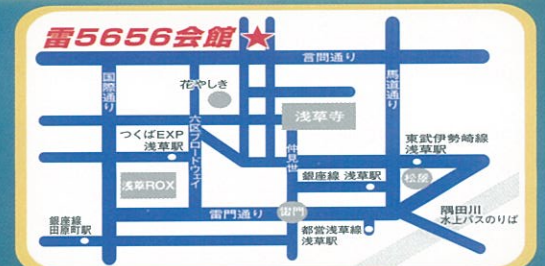 雷5656会館
言問通り
国際通り
花やしき
馬道通り
浅草寺
六区ブロードウェイ
つくばEXP
浅草駅
仲見世
東武伊勢崎線
浅草駅
浅草ROX
銀座線 浅草駅
松屋
雷門通り
雷門
隅田川
水上バスのりば
銀座線
田原町駅
都営浅草線
浅草駅